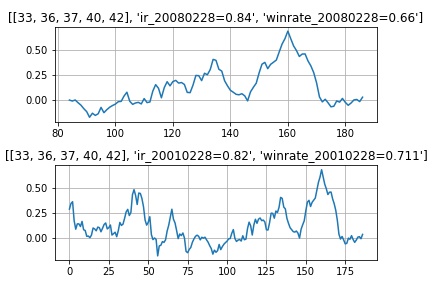 [[33, 36, 37, 40, 42], 'ir_20080228=0.84', 'winrate_20080228=0.66']
0.50
0.25
0.00
80 100 120 140 160 180
[[33, 36, 37, 40, 42], 'ir_20010228=0.82', 'winrate_20010228=0.711']
0.50
0.25
0.00
0 25 50 75 100 125 150 175